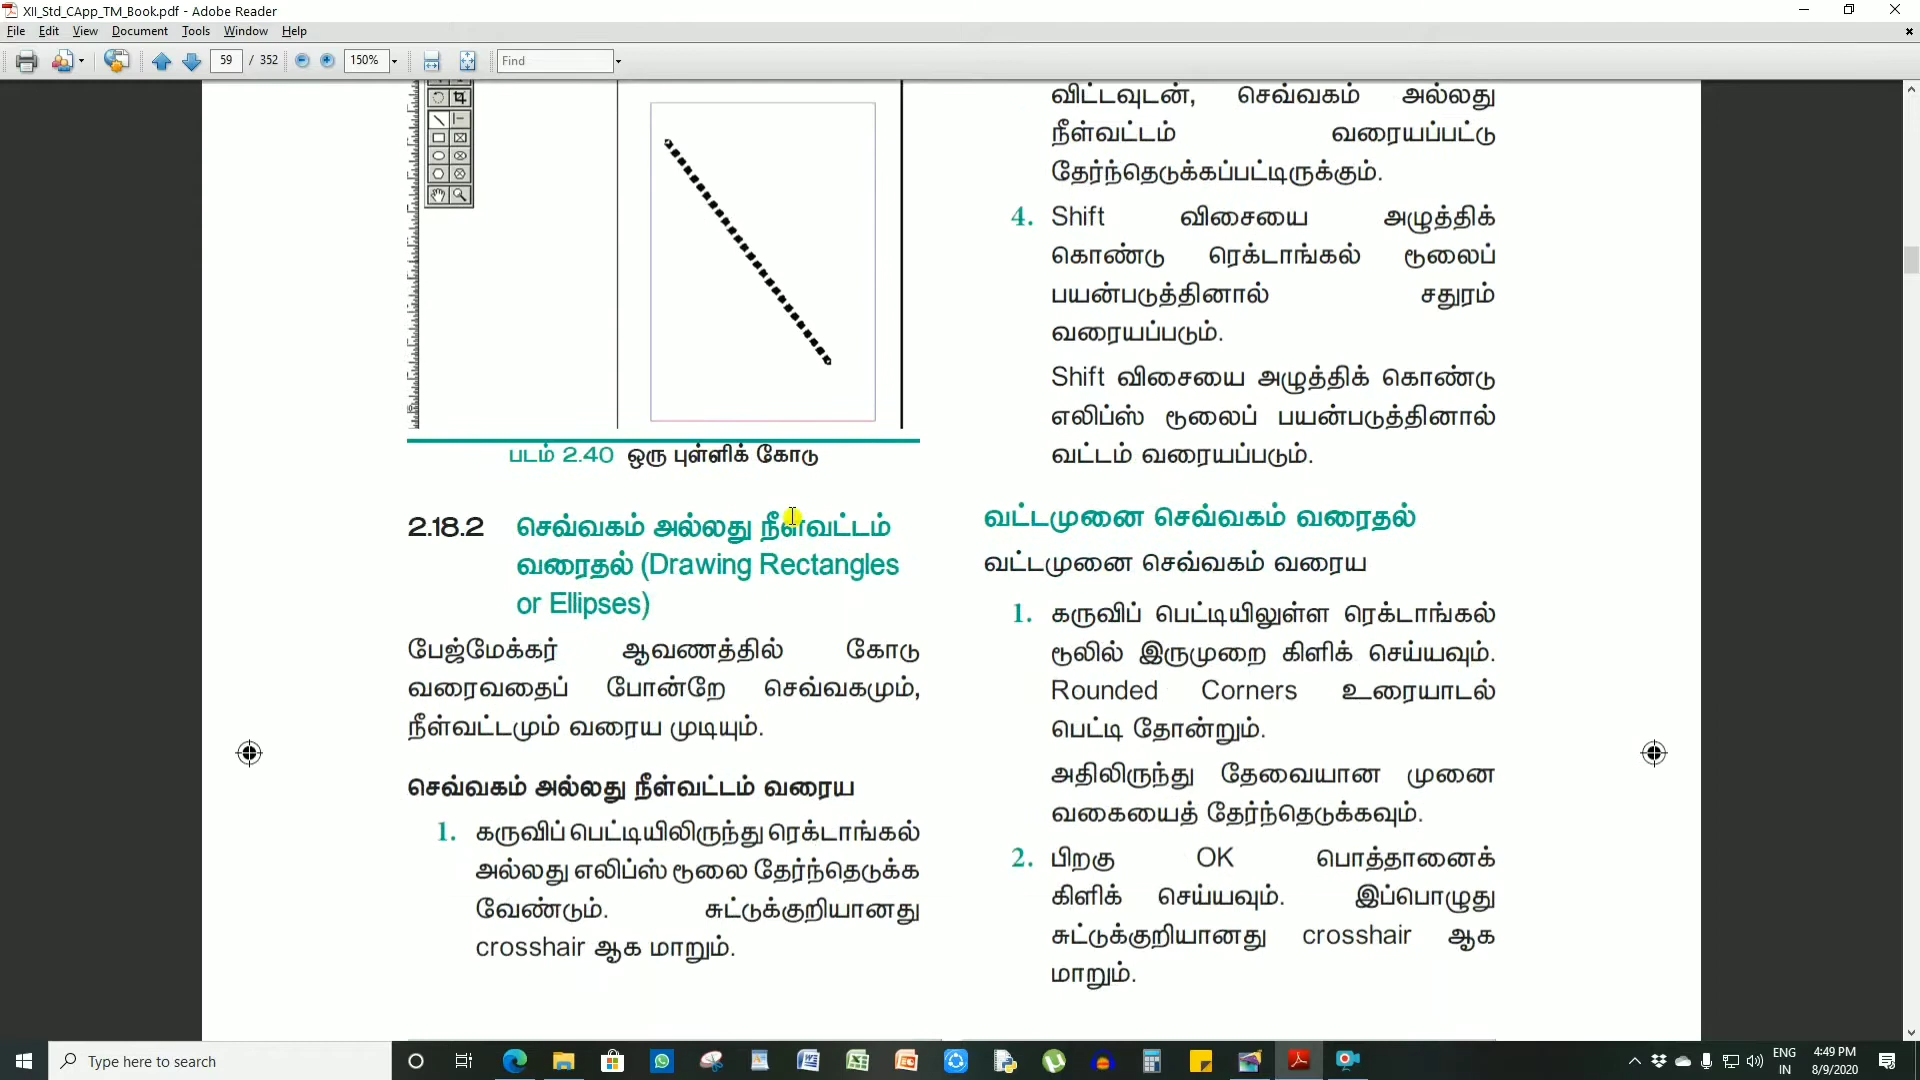 XII_Std_CApp_TM_Book.pdf - Adobe Reader
File Edit View Document Tools Window Help
59 / 352 150% Find
படம் 2.40 ஒரு புள்ளிக் கோடு
2.18.2 செவ்வகம் அல்லது நீள்வட்டம்
வரைதல் (Drawing Rectangles
or Ellipses)
பேஜ்மேக்கர் ஆவணத்தில் கோடு
வரைவதைப் போன்றே செவ்வகமும்,
நீள்வட்டமும் வரைய முடியும்.
செவ்வகம் அல்லது நீள்வட்டம் வரைய
1. கருவிப் பெட்டியிலிருந்து ரெக்டாங்கல்
அல்லது எலிப்ஸ் டூலை தேர்ந்தெடுக்க
வேண்டும். சுட்டுக்குறியானது
crosshair ஆக மாறும்.
விட்டவுடன், செவ்வகம் அல்லது
நீள்வட்டம் வரையப்பட்டு
தேர்ந்தெடுக்கப்பட்டிருக்கும்.
4. Shift விசையை அழுத்திக்
கொண்டு ரெக்டாங்கல் டூலைப்
பயன்படுத்தினால் சதுரம்
வரையப்படும்.
Shift விசையை அழுத்திக் கொண்டு
எலிப்ஸ் டூலைப் பயன்படுத்தினால்
வட்டம் வரையப்படும்.
வட்டமுனை செவ்வகம் வரைதல்
வட்டமுனை செவ்வகம் வரைய
1. கருவிப் பெட்டியிலுள்ள ரெக்டாங்கல்
டூலில் இருமுறை கிளிக் செய்யவும்.
Rounded Corners உரையாடல்
பெட்டி தோன்றும்.
அதிலிருந்து தேவையான முனை
வகையைத் தேர்ந்தெடுக்கவும்.
2. பிறகு OK பொத்தானைக்
கிளிக் செய்யவும். இப்பொழுது
சுட்டுக்குறியானது crosshair ஆக
மாறும்.
Type here to search
ENG
IN
4:49 PM
8/9/2020